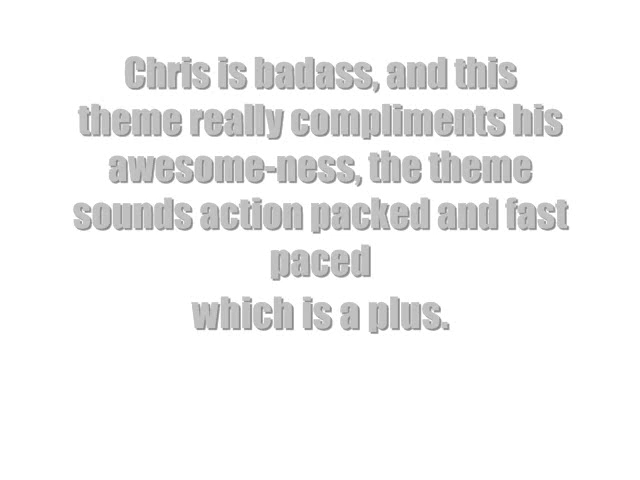 Chris is badass, and this
theme really compliments his
awesome-ness, the theme
sounds action packed and fast
paced
which is a plus.